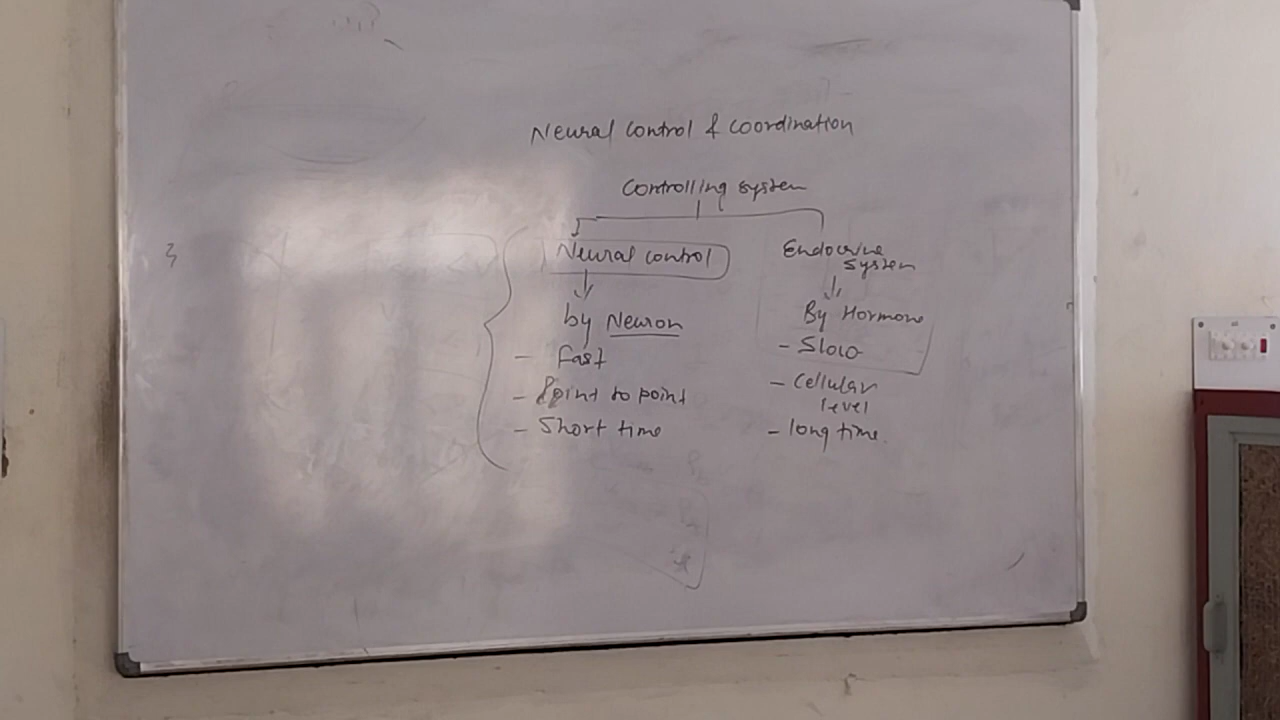 Neural control & coordination
Controlling system
Neural control
Endocrine
system
by Neuron
By Hormone
- Fast
- Slow
- Point to point
- Cellular
level
- Short time
- long time